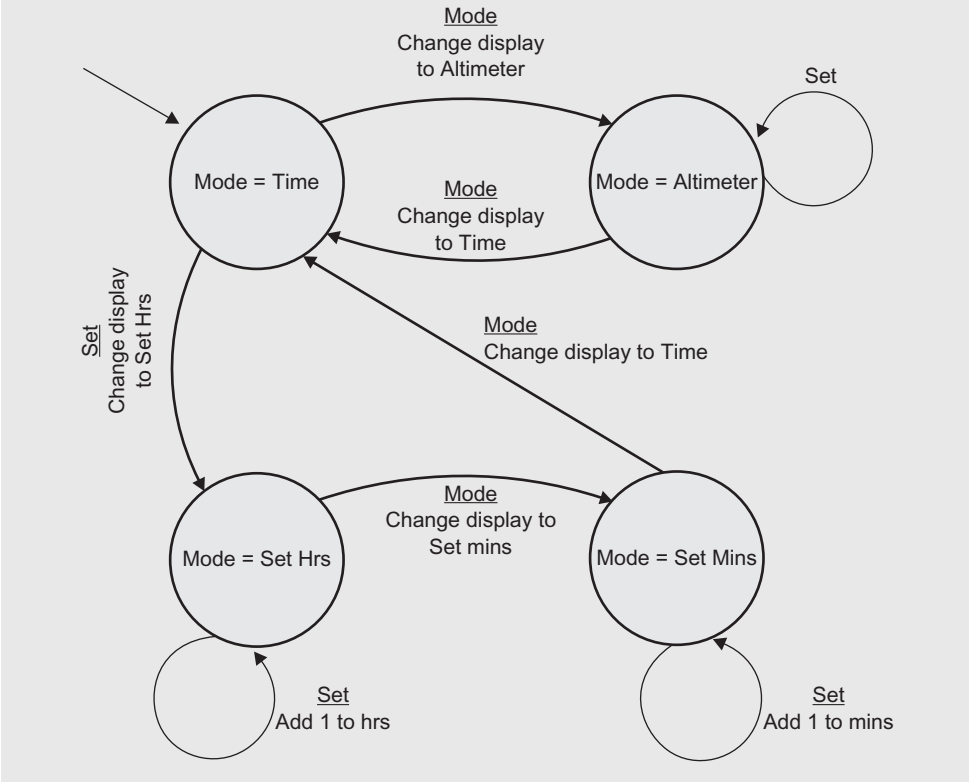 Mode
Change display
to Altimeter
Set
Mode = Time
Mode = Altimeter
Mode
Change display
to Time
Set
Change display
to Set Hrs
Mode
Change display to Time
Mode
Change display to
Set mins
Mode = Set Hrs
Mode = Set Mins
Set
Add 1 to hrs
Set
Add 1 to mins